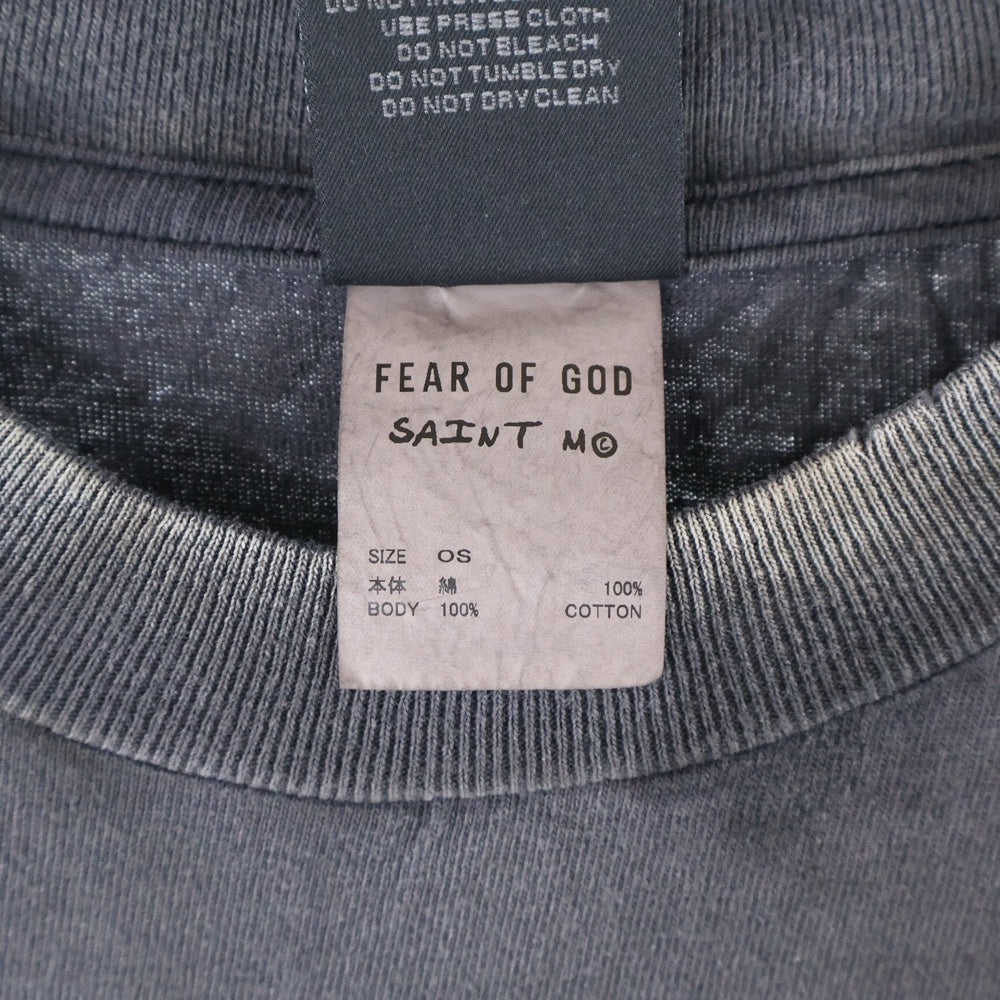 USE PRESS CLOTH
DO NOT BLEACH
DO NOT TUMBLE DRY
DO NOT DRY CLEAN
FEAR OF GOD
SAINT M©
SIZE OS
本体 綿 100%
BODY 100% COTTON